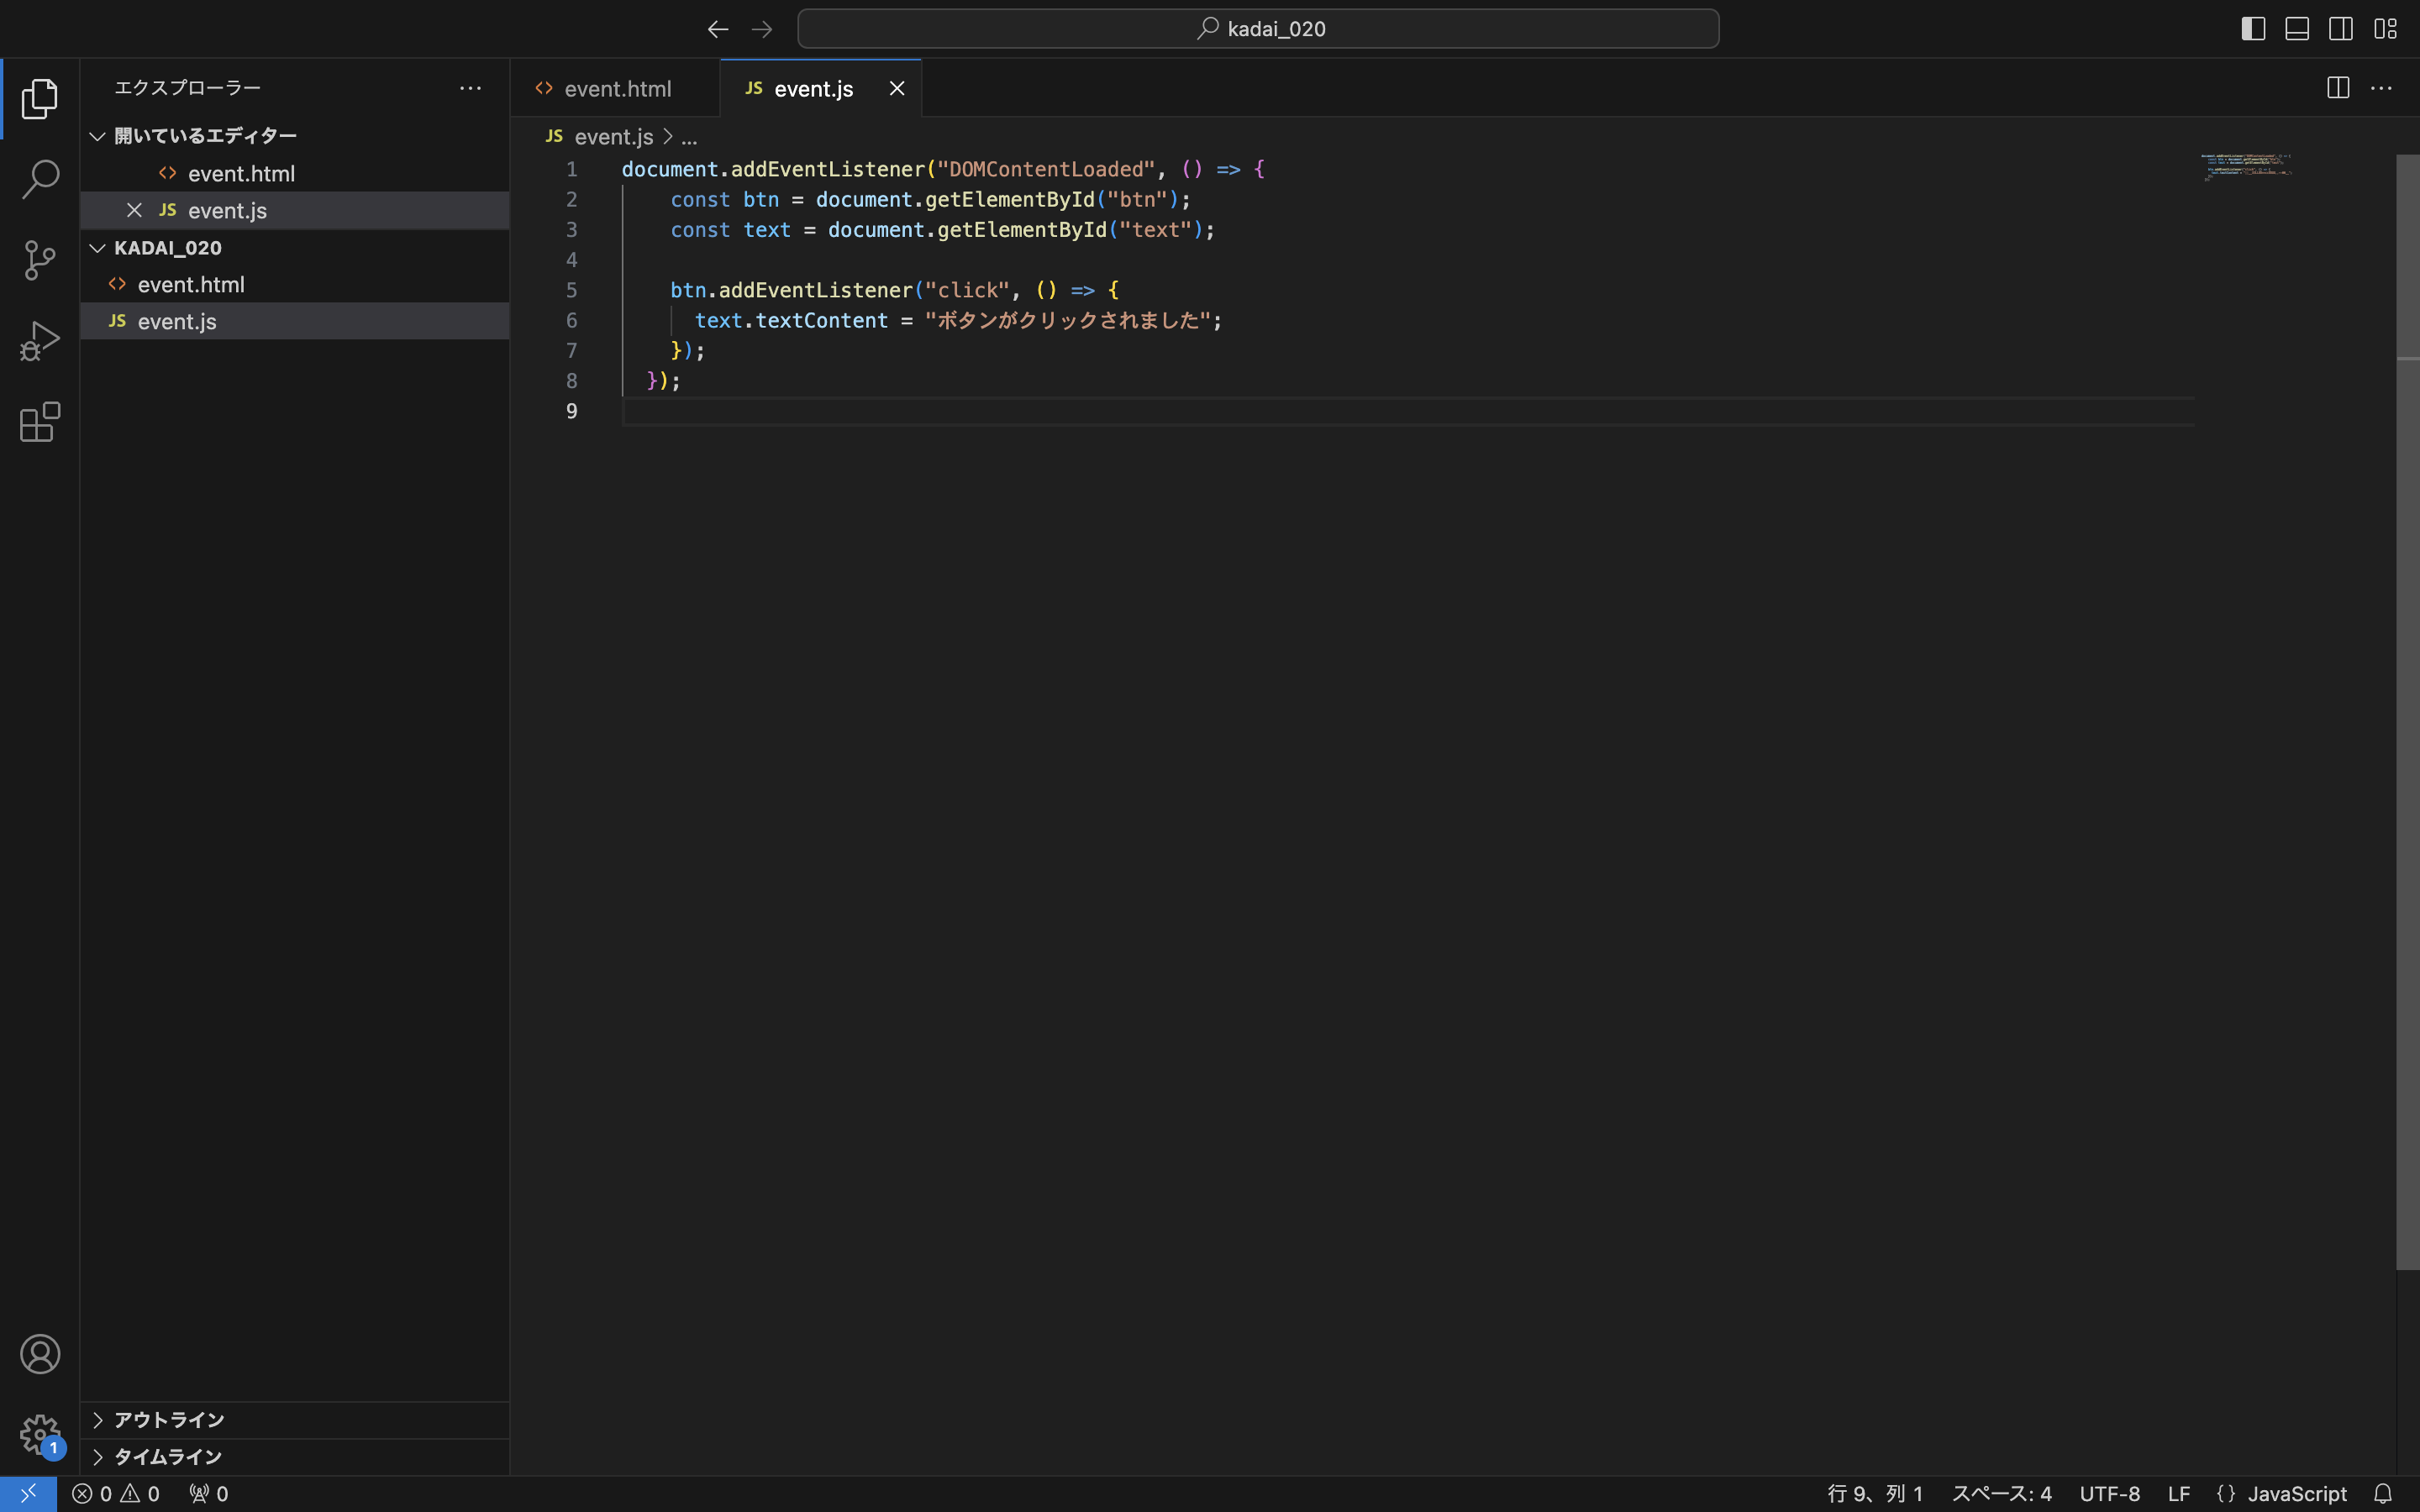 kadai_020
エクスプローラー
開いているエディター
event.html
JS event.js
KADAI_020
event.html
JS event.js
アウトライン
タイムライン
event.html
JS event.js
JS event.js > ...
1 document.addEventListener("DOMContentLoaded", () => {
2 const btn = document.getElementById("btn");
3 const text = document.getElementById("text");
4
5 btn.addEventListener("click", () => {
6 text.textContent = "ボタンがクリックされました";
7 });
8 });
9
1
0 0 0
行 9、列 1 スペース: 4 UTF-8 LF {} JavaScript